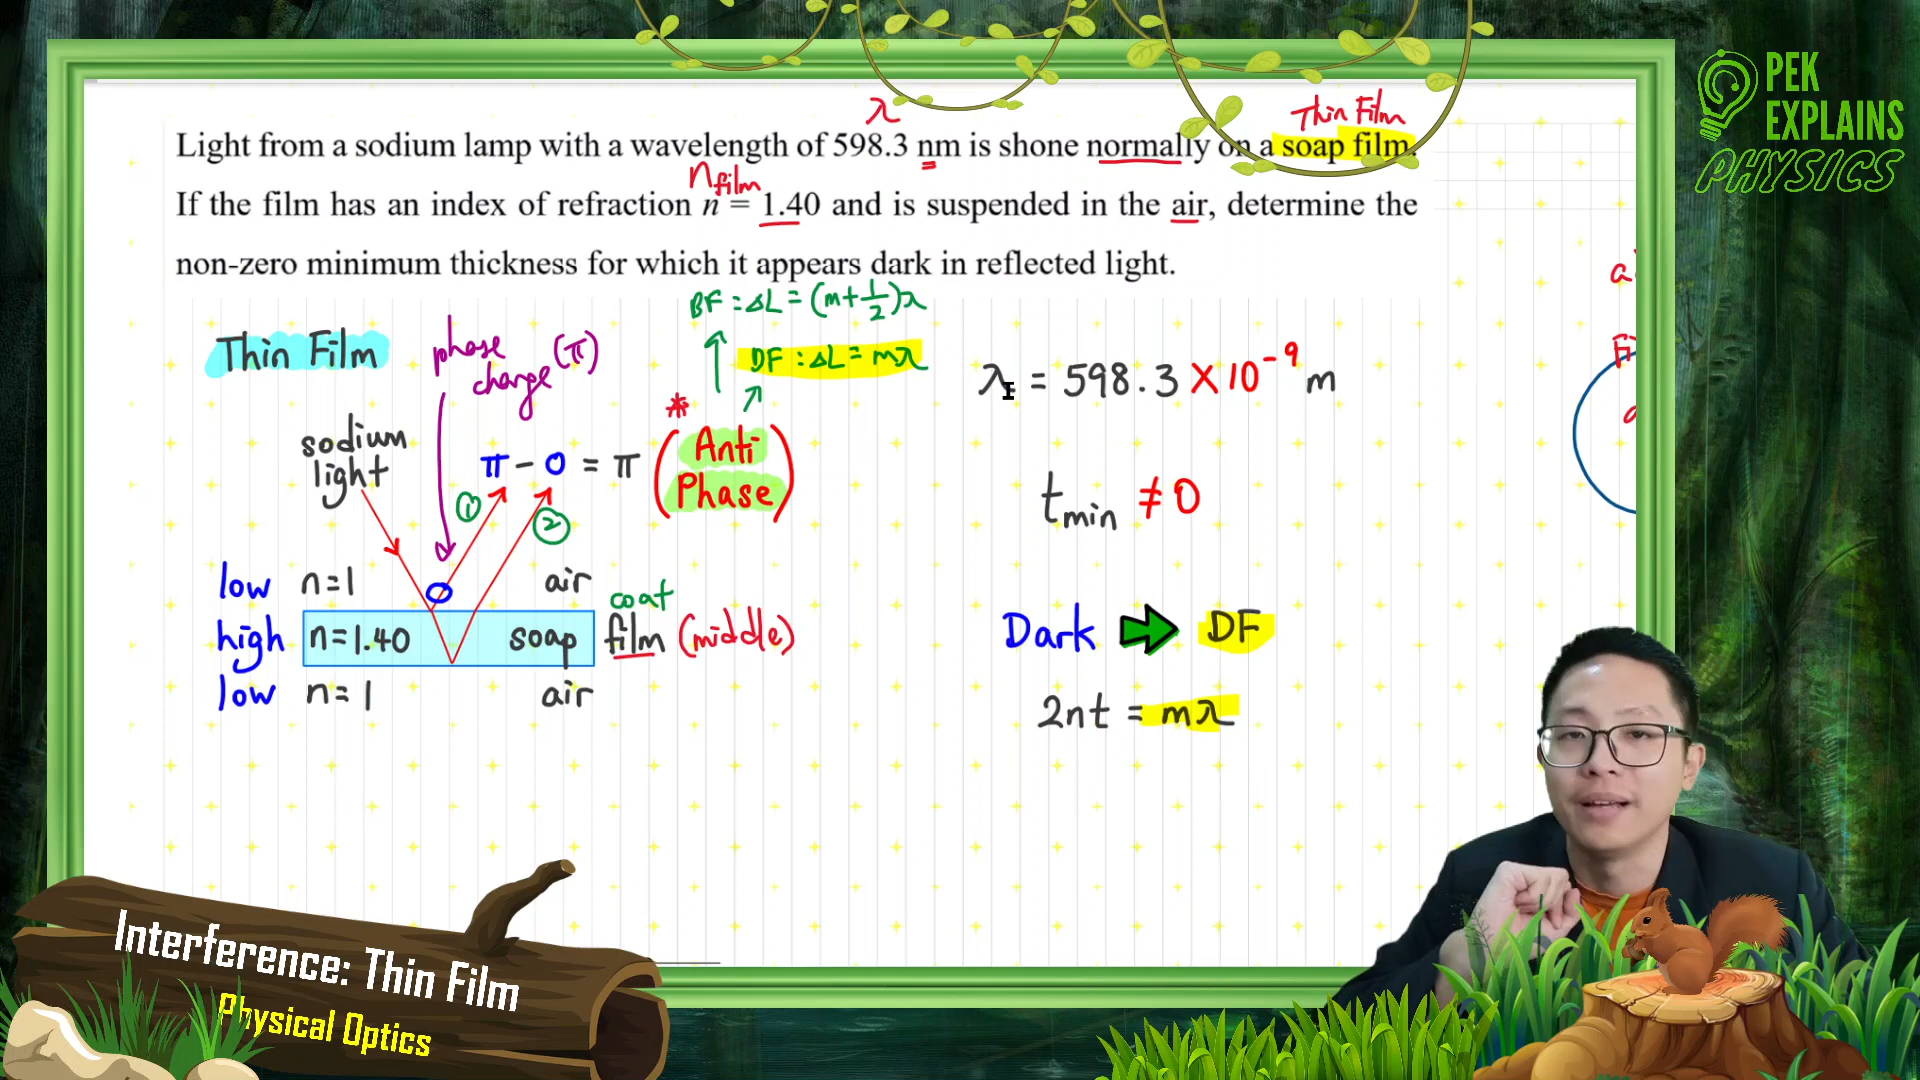 PEK
EXPLAINS
PHYSICS
λ
Thin Film
Light from a sodium lamp with a wavelength of 598.3 nm is shone normally on a soap film.
n film
If the film has an index of refraction n = 1.40 and is suspended in the air, determine the
non-zero minimum thickness for which it appears dark in reflected light.
BF : ΔL = (m+1/2)λ
DF : ΔL = mλ
Thin Film
phase
change (π)
sodium
light
π - 0 = π
* (Anti
Phase)
① ②
low n=1 0 air
coat
high n=1.40 soap film (middle)
low n=1 air
λ = 598.3 × 10⁻⁹ m
t min ≠ 0
Dark ➡ DF
2nt = mλ
Interference: Thin Film
Physical Optics